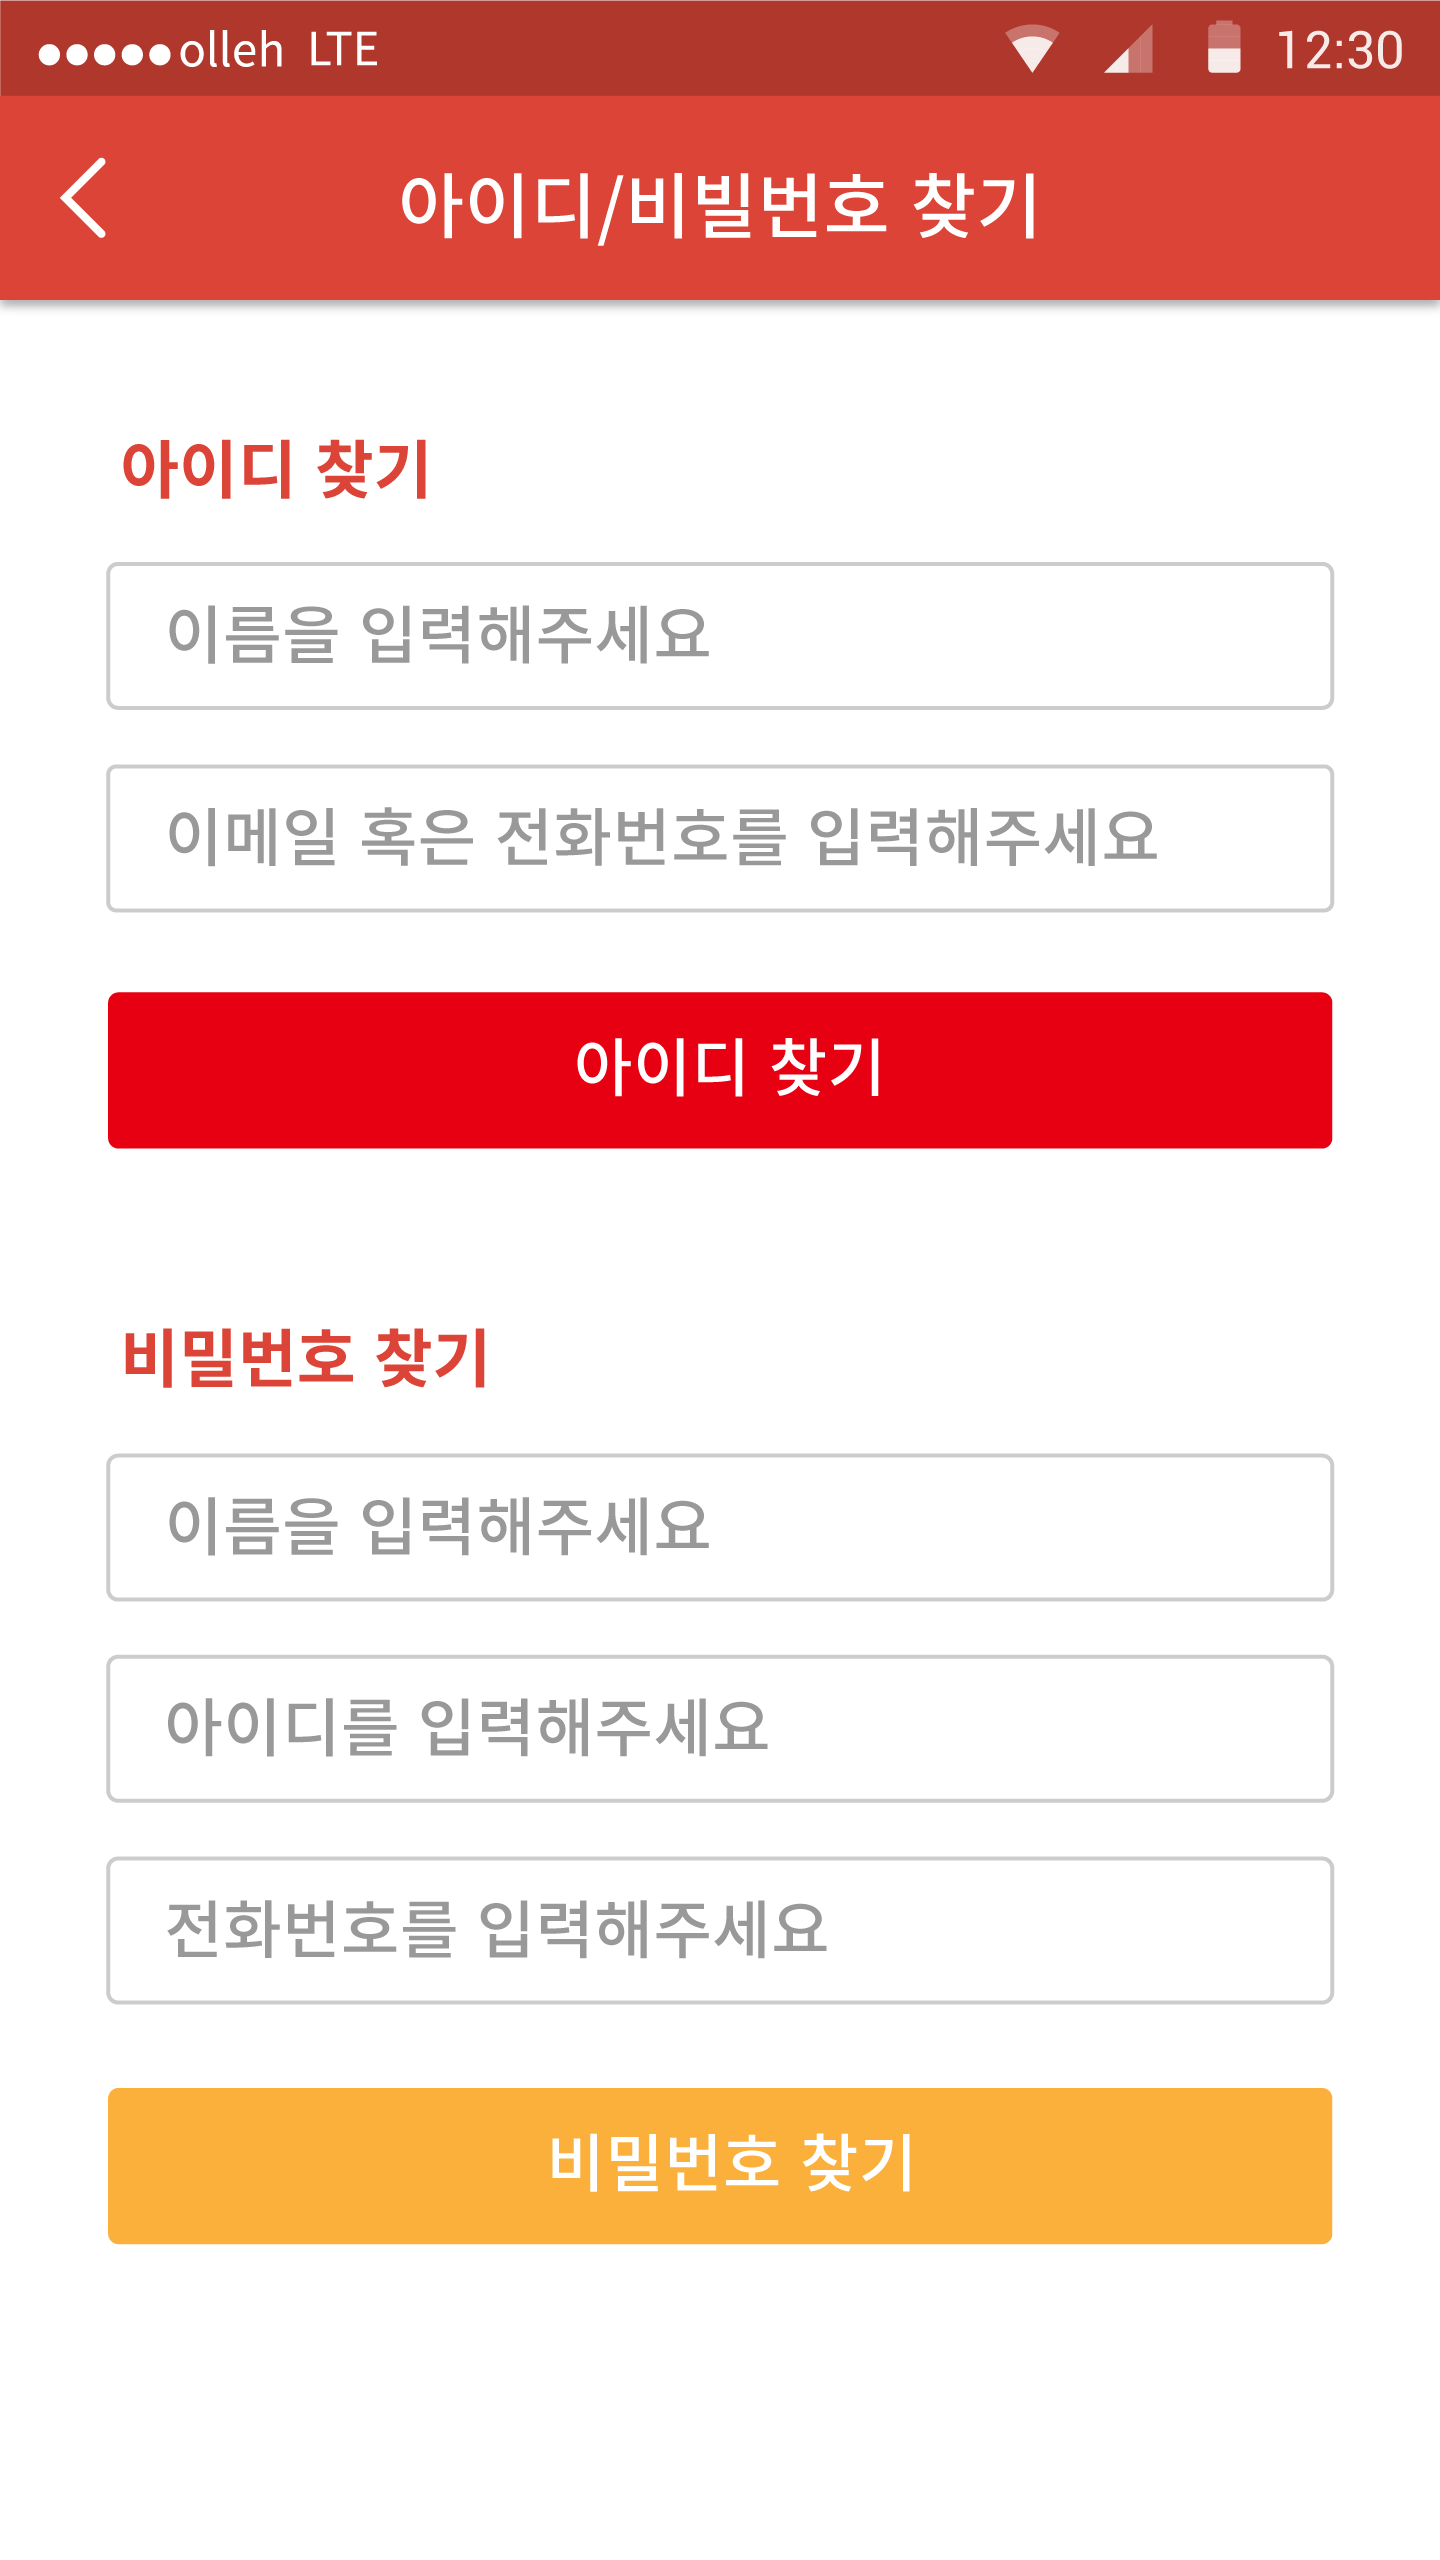 ●●●●● olleh LTE 12:30
아이디/비빌번호 찾기
아이디 찾기
이름을 입력해주세요
이메일 혹은 전화번호를 입력해주세요
아이디 찾기
비밀번호 찾기
이름을 입력해주세요
아이디를 입력해주세요
전화번호를 입력해주세요
비밀번호 찾기